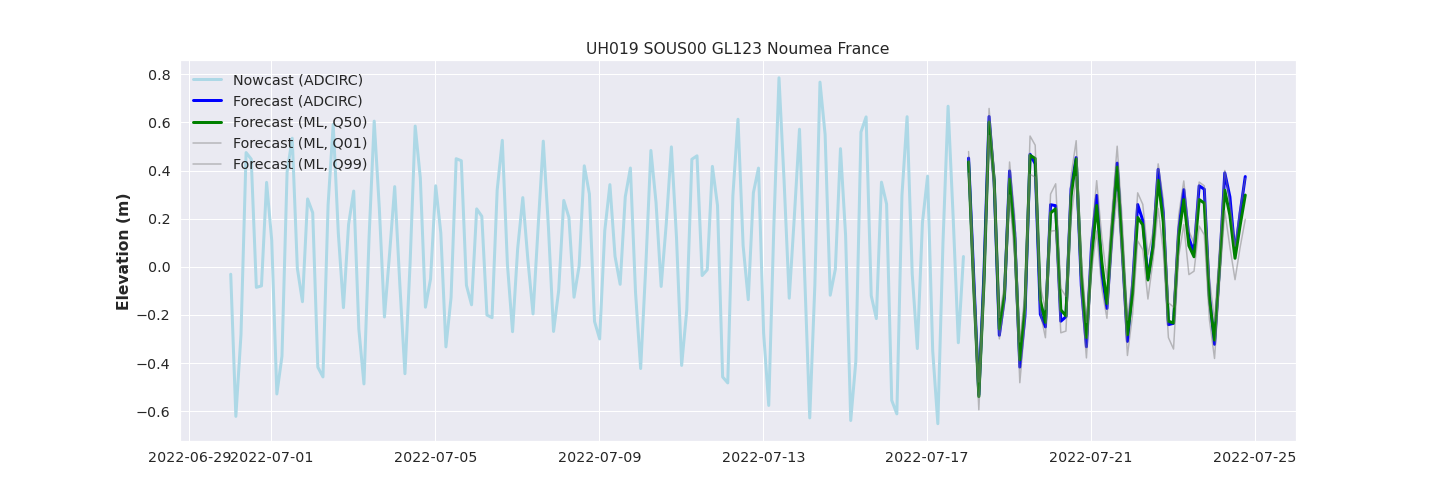 UH019 SOUS00 GL123 Noumea France
Nowcast (ADCIRC)
Forecast (ADCIRC)
Forecast (ML, Q50)
Forecast (ML, Q01)
Forecast (ML, Q99)
Elevation (m)
0.8
0.6
0.4
0.2
0.0
−0.2
−0.4
−0.6
2022-06-29 2022-07-01 2022-07-05 2022-07-09 2022-07-13 2022-07-17 2022-07-21 2022-07-25